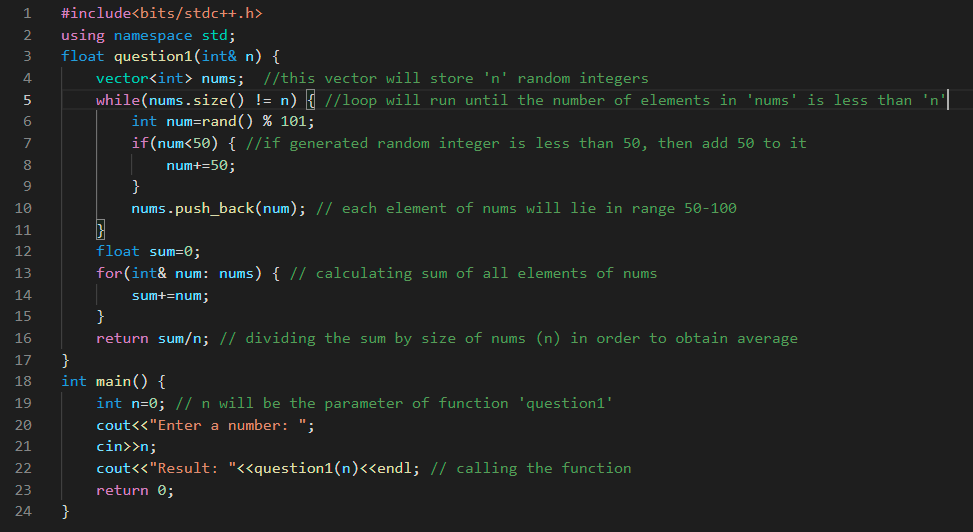 1 #include<bits/stdc++.h>
2 using namespace std;
3 float question1(int& n) {
4     vector<int> nums;  //this vector will store 'n' random integers
5     while(nums.size() != n) { //loop will run until the number of elements in 'nums' is less than 'n'
6         int num=rand() % 101;
7         if(num<50) { //if generated random integer is less than 50, then add 50 to it
8             num+=50;
9         }
10         nums.push_back(num); // each element of nums will lie in range 50-100
11     }
12     float sum=0;
13     for(int& num: nums) { // calculating sum of all elements of nums
14         sum+=num;
15     }
16     return sum/n; // dividing the sum by size of nums (n) in order to obtain average
17 }
18 int main() {
19     int n=0; // n will be the parameter of function 'question1'
20     cout<<"Enter a number: ";
21     cin>>n;
22     cout<<"Result: "<<question1(n)<<endl; // calling the function
23     return 0;
24 }